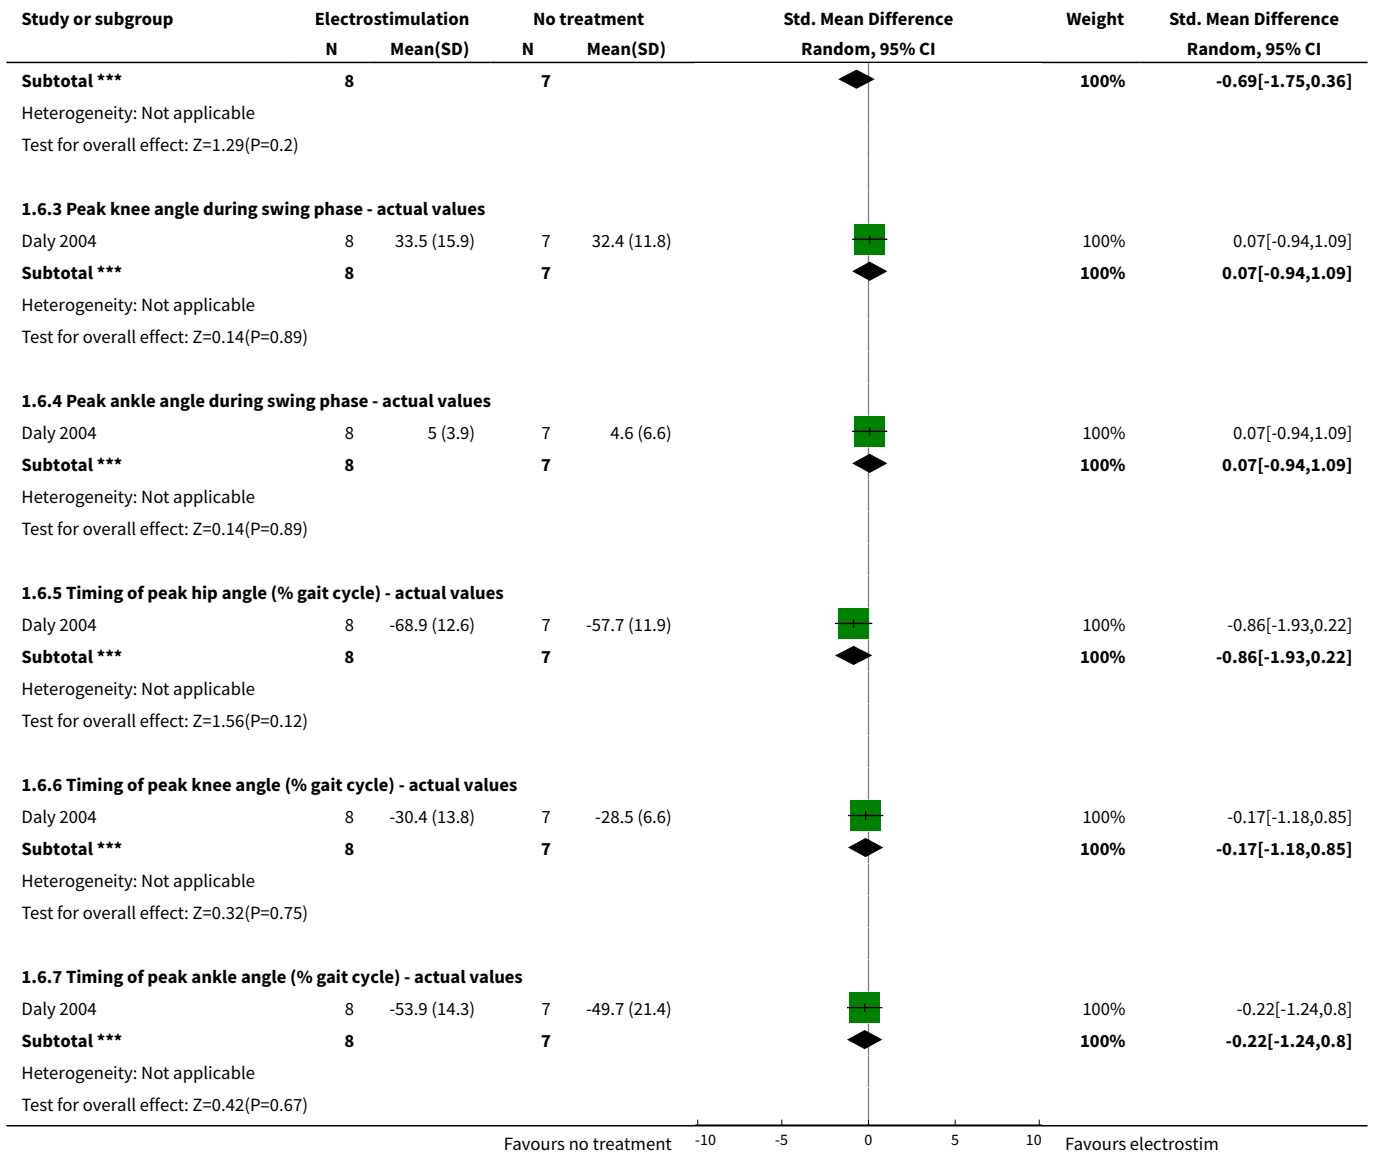 Study or subgroup Electrostimulation No treatment Std. Mean Difference Weight Std. Mean Difference
N Mean(SD) N Mean(SD) Random, 95% CI Random, 95% CI
Subtotal *** 8 7 100% -0.69[-1.75,0.36]
Heterogeneity: Not applicable
Test for overall effect: Z=1.29(P=0.2)
1.6.3 Peak knee angle during swing phase - actual values
Daly 2004 8 33.5 (15.9) 7 32.4 (11.8) 100% 0.07[-0.94,1.09]
Subtotal *** 8 7 100% 0.07[-0.94,1.09]
Heterogeneity: Not applicable
Test for overall effect: Z=0.14(P=0.89)
1.6.4 Peak ankle angle during swing phase - actual values
Daly 2004 8 5 (3.9) 7 4.6 (6.6) 100% 0.07[-0.94,1.09]
Subtotal *** 8 7 100% 0.07[-0.94,1.09]
Heterogeneity: Not applicable
Test for overall effect: Z=0.14(P=0.89)
1.6.5 Timing of peak hip angle (% gait cycle) - actual values
Daly 2004 8 -68.9 (12.6) 7 -57.7 (11.9) 100% -0.86[-1.93,0.22]
Subtotal *** 8 7 100% -0.86[-1.93,0.22]
Heterogeneity: Not applicable
Test for overall effect: Z=1.56(P=0.12)
1.6.6 Timing of peak knee angle (% gait cycle) - actual values
Daly 2004 8 -30.4 (13.8) 7 -28.5 (6.6) 100% -0.17[-1.18,0.85]
Subtotal *** 8 7 100% -0.17[-1.18,0.85]
Heterogeneity: Not applicable
Test for overall effect: Z=0.32(P=0.75)
1.6.7 Timing of peak ankle angle (% gait cycle) - actual values
Daly 2004 8 -53.9 (14.3) 7 -49.7 (21.4) 100% -0.22[-1.24,0.8]
Subtotal *** 8 7 100% -0.22[-1.24,0.8]
Heterogeneity: Not applicable
Test for overall effect: Z=0.42(P=0.67)
Favours no treatment -10 -5 0 5 10 Favours electrostim